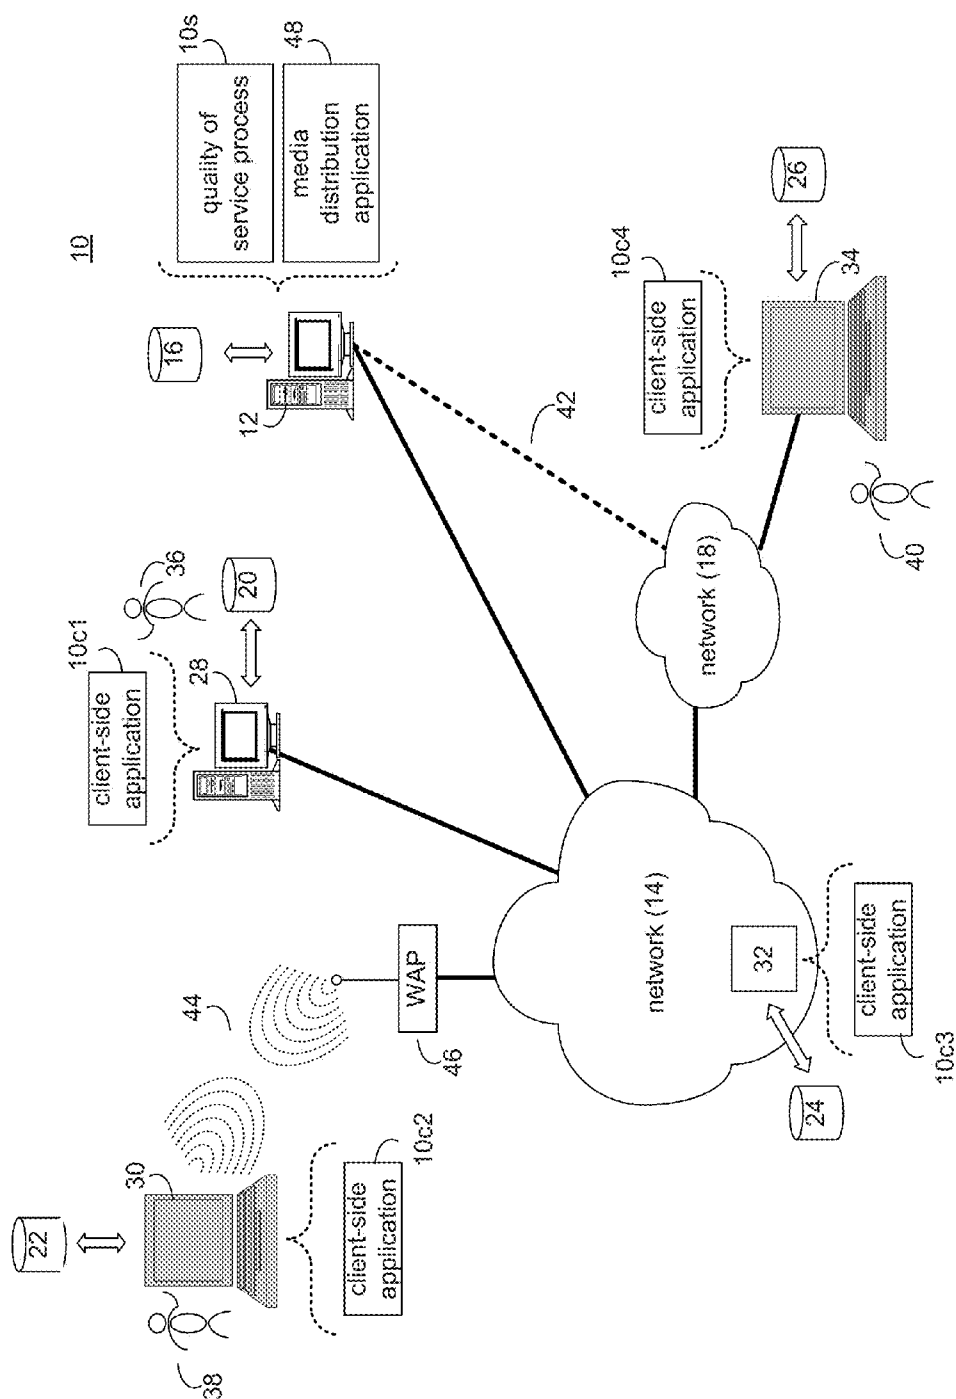 22
10
10c1
client-side
application
30
36
16
10s
quality of
service process
28
20
38
44
12
48
media
distribution
application
client-side
application
10c2
WAP
46
42
10c4
client-side
application
network (14)
network (18)
26
32
24
34
client-side
application
40
10c3